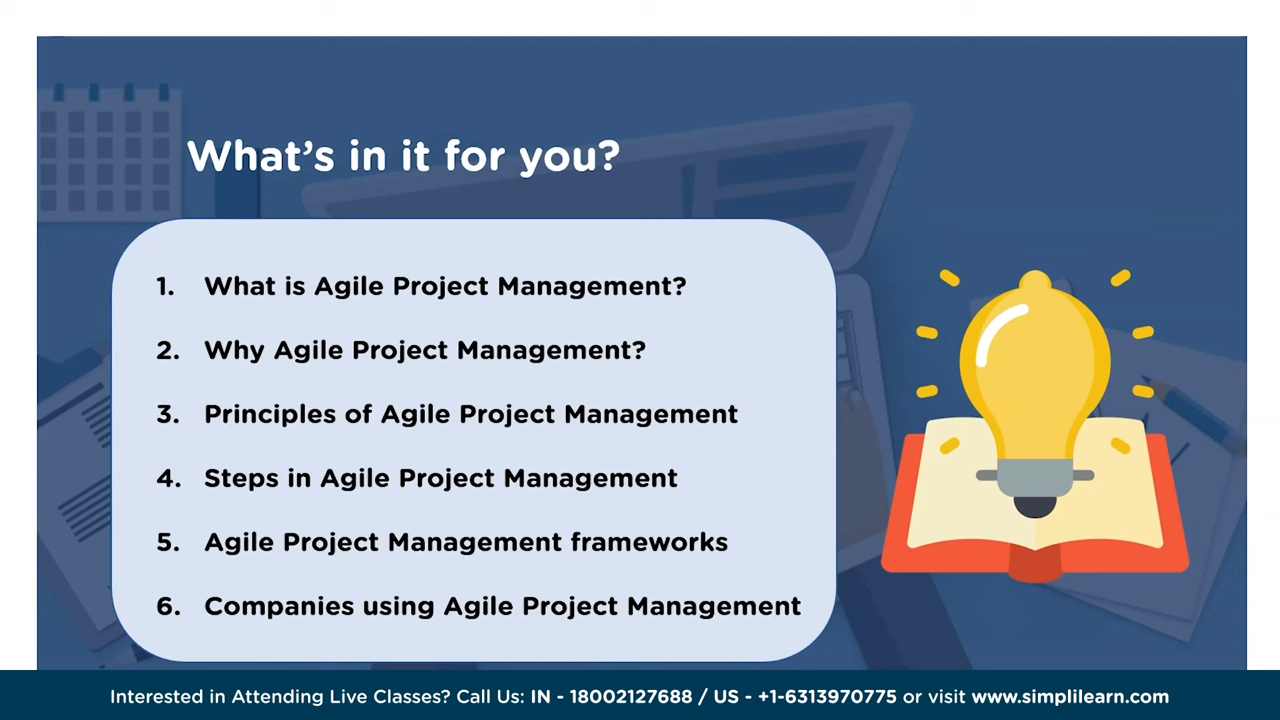 What's in it for you?
1. What is Agile Project Management?
2. Why Agile Project Management?
3. Principles of Agile Project Management
4. Steps in Agile Project Management
5. Agile Project Management frameworks
6. Companies using Agile Project Management
Interested in Attending Live Classes? Call Us: IN - 18002127688 / US - +1-6313970775 or visit www.simplilearn.com